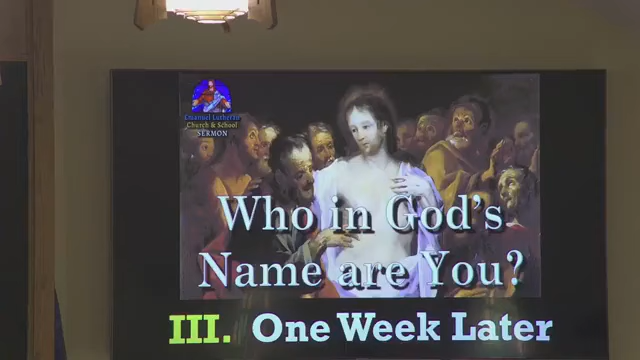 Emanuel Lutheran
Church & School
SERMON
Who in God's
Name are You?
III. One Week Later